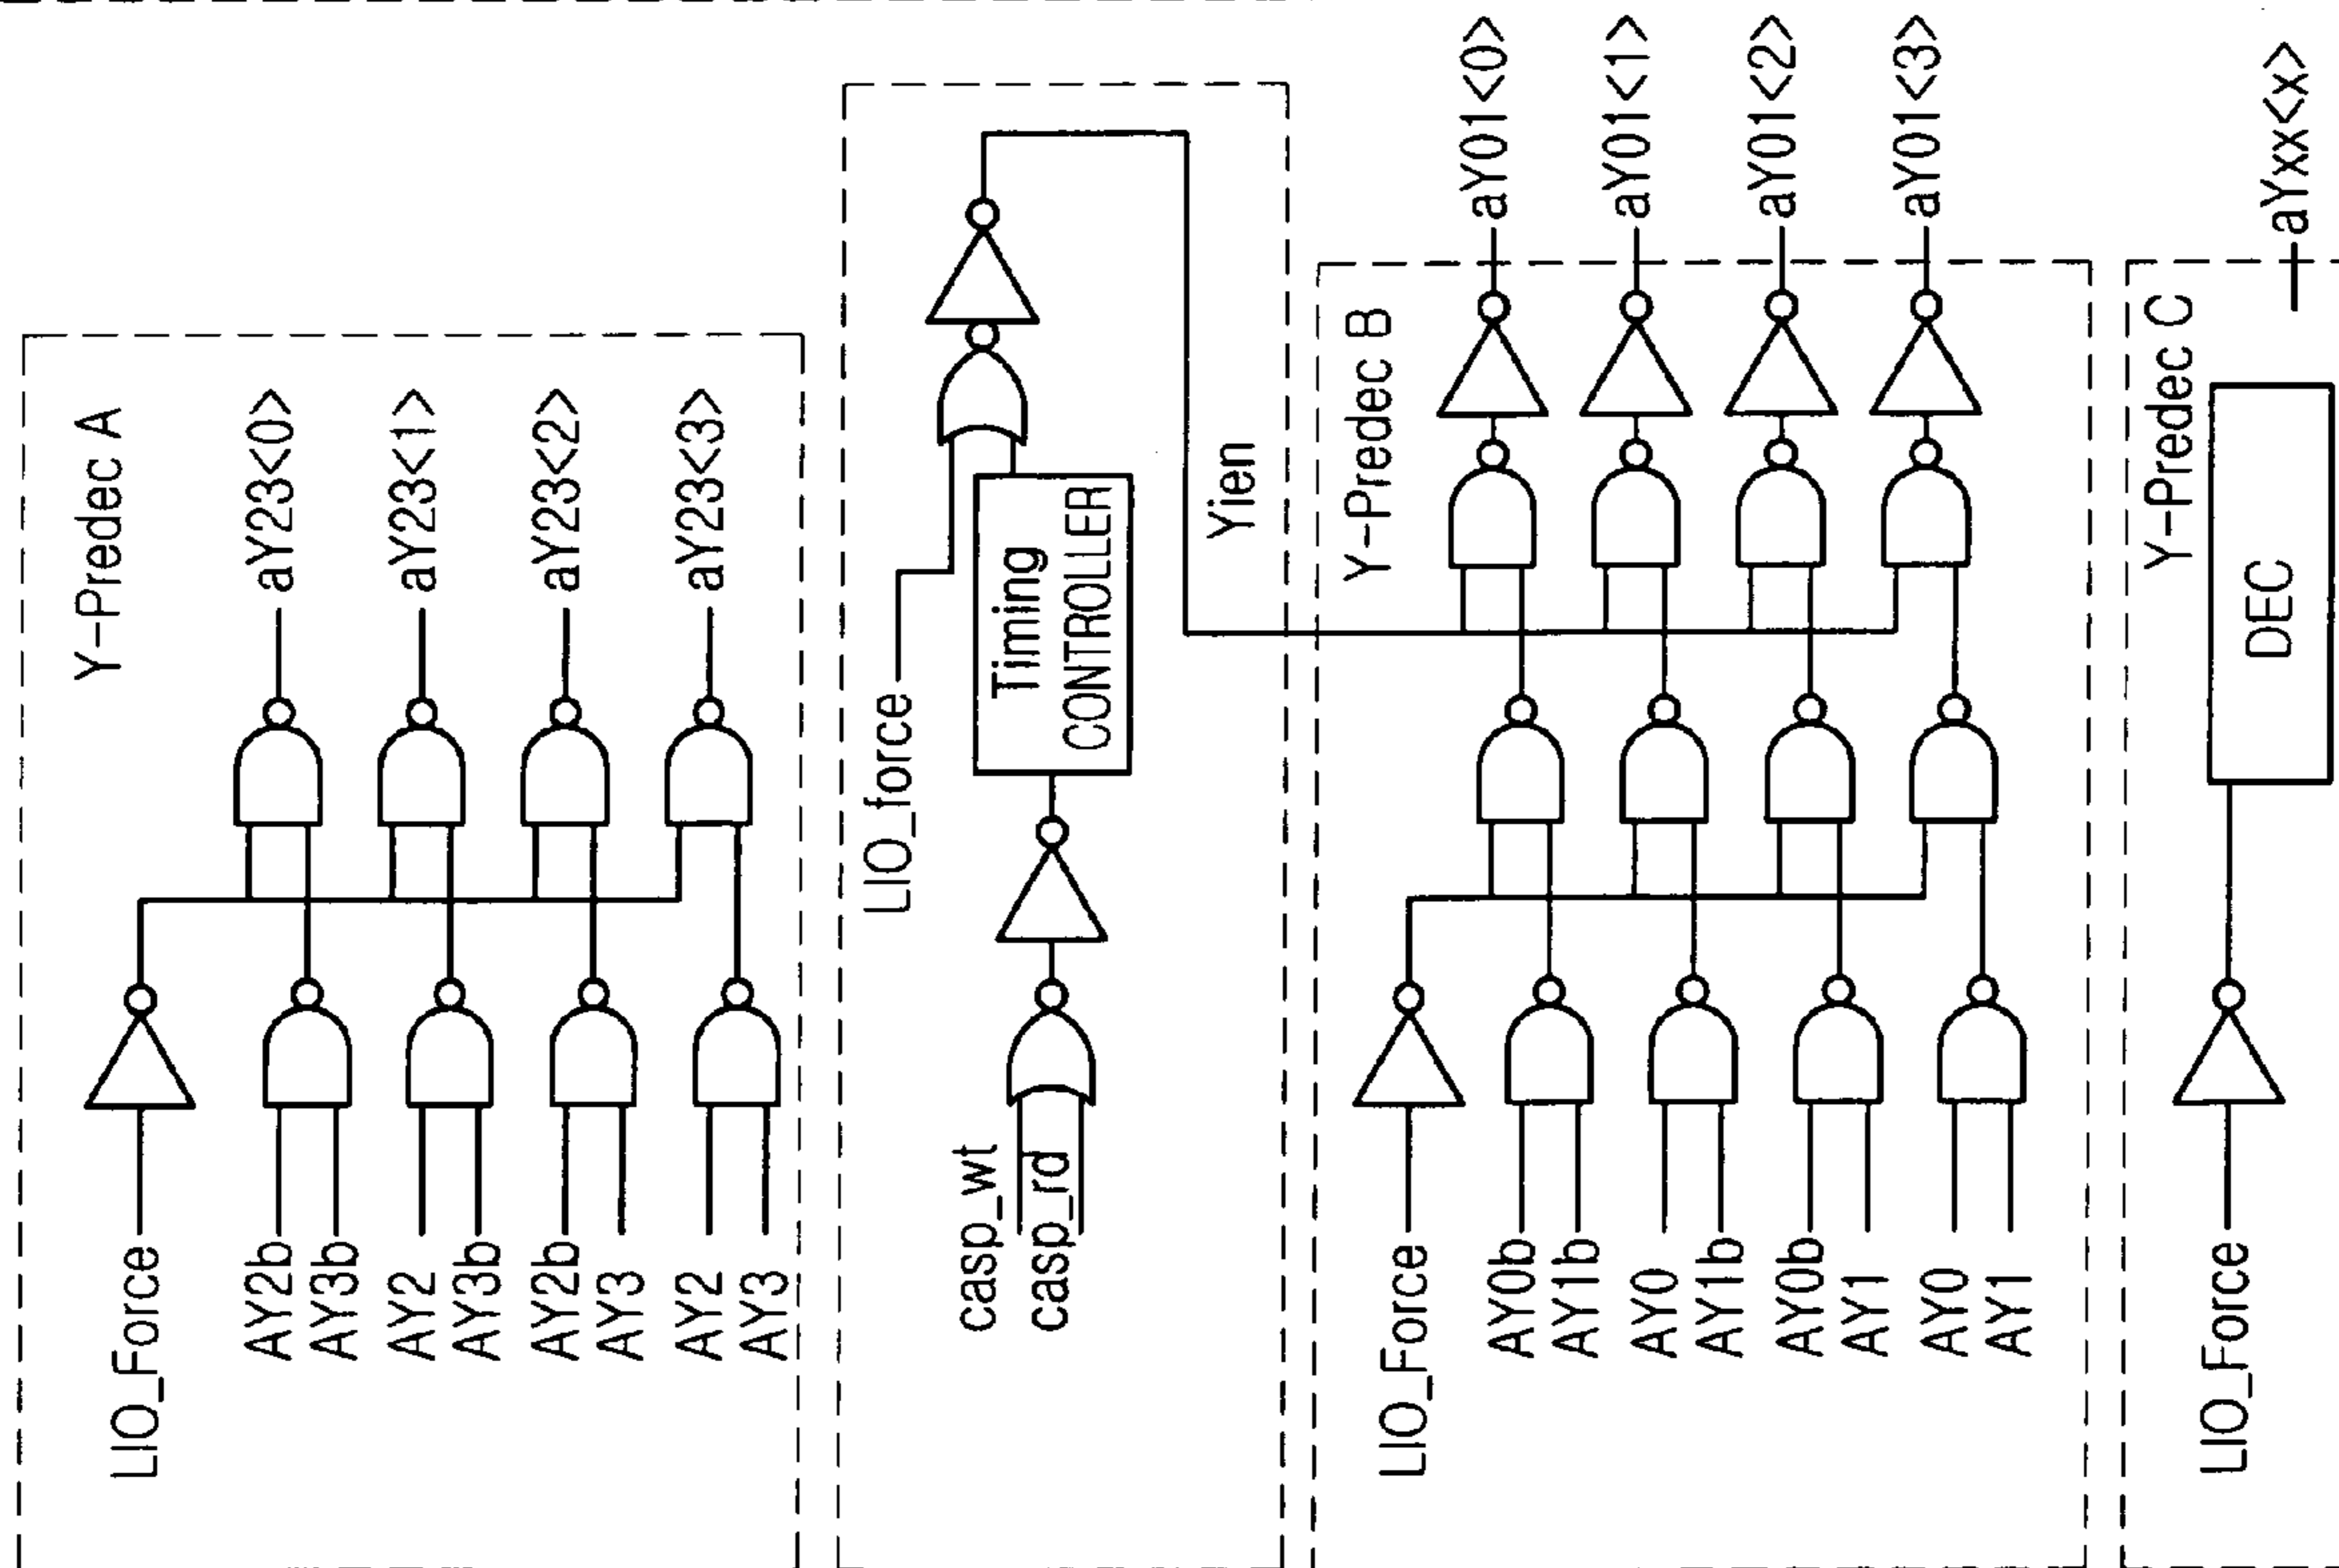 Y-Predec A
LIO_Force
AY2b
AY3b
AY2
AY3b
AY2b
AY3
AY2
AY3
aY23<0>
aY23<1>
aY23<2>
aY23<3>
LIO_force
casp_wt
casp_rd
Timing
CONTROLLER
Yien
Y-Predec B
LIO_Force
AY0b
AY1b
AY0
AY1b
AY0b
AY1
AY0
AY1
aY01<0>
aY01<1>
aY01<2>
aY01<3>
Y-Predec C
LIO_Force
DEC
aYxx<x>